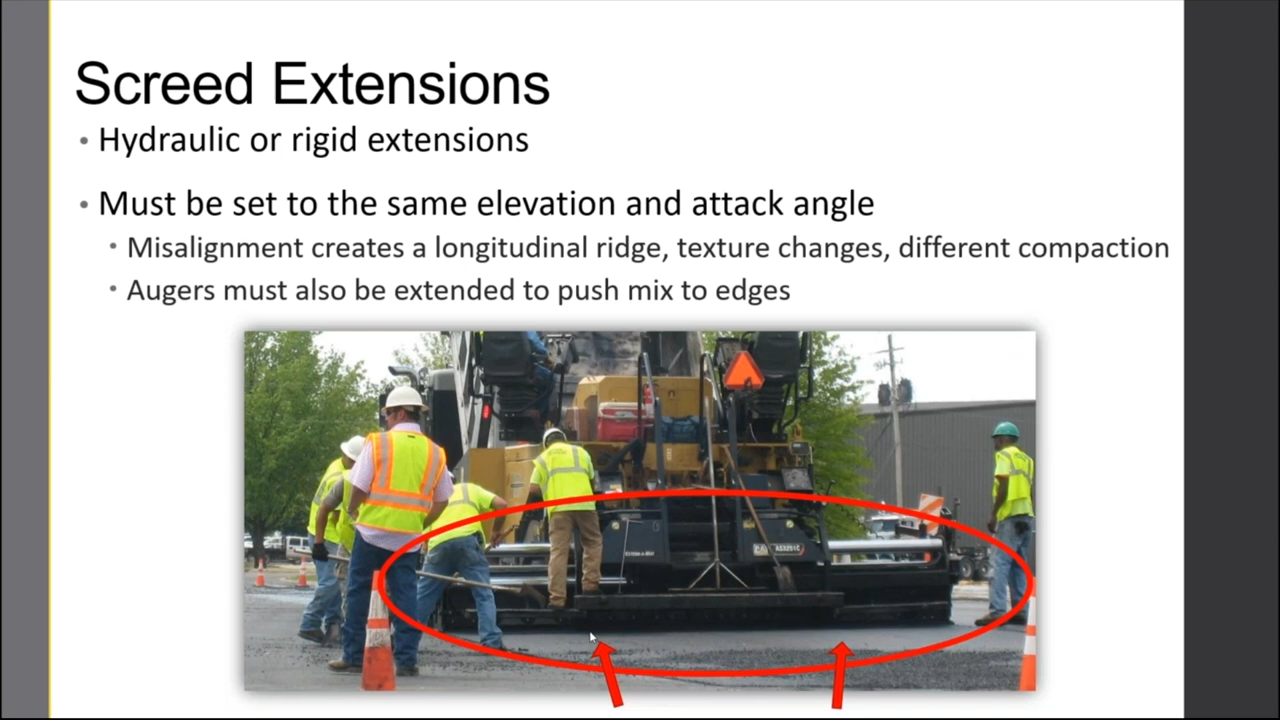 Screed Extensions
• Hydraulic or rigid extensions
• Must be set to the same elevation and attack angle
• Misalignment creates a longitudinal ridge, texture changes, different compaction
• Augers must also be extended to push mix to edges